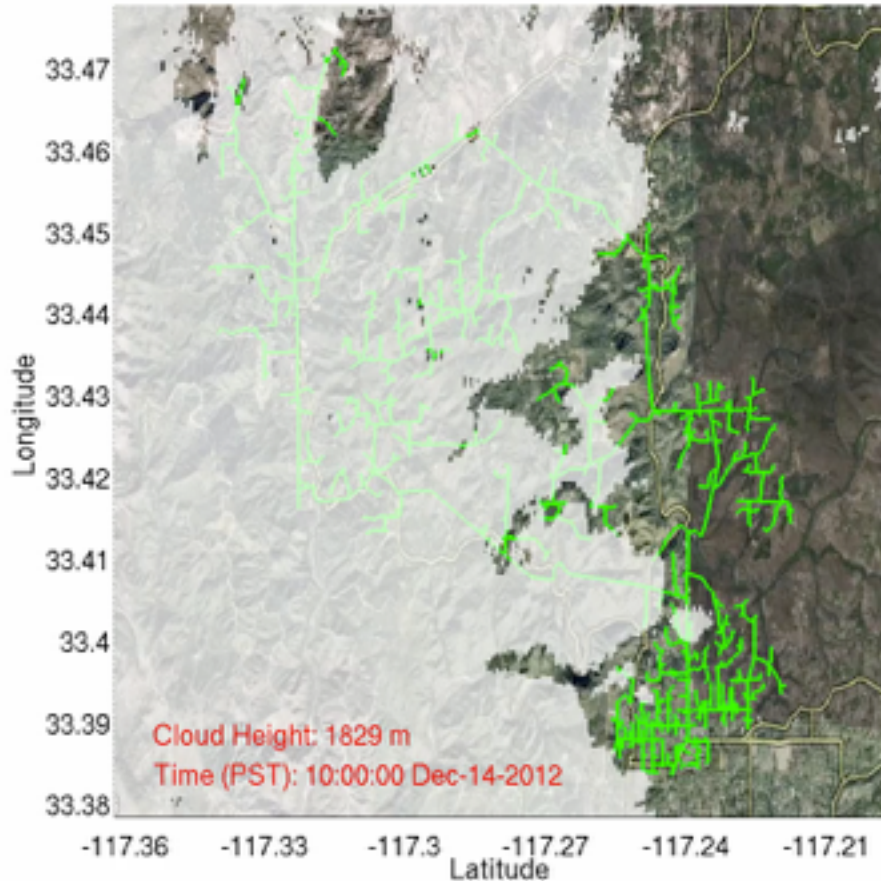 33.47
33.46
33.45
33.44
33.43
33.42
33.41
33.4
33.39
33.38
Longitude
Cloud Height: 1829 m
Time (PST): 10:00:00 Dec-14-2012
-117.36 -117.33 -117.3 -117.27 -117.24 -117.21
Latitude